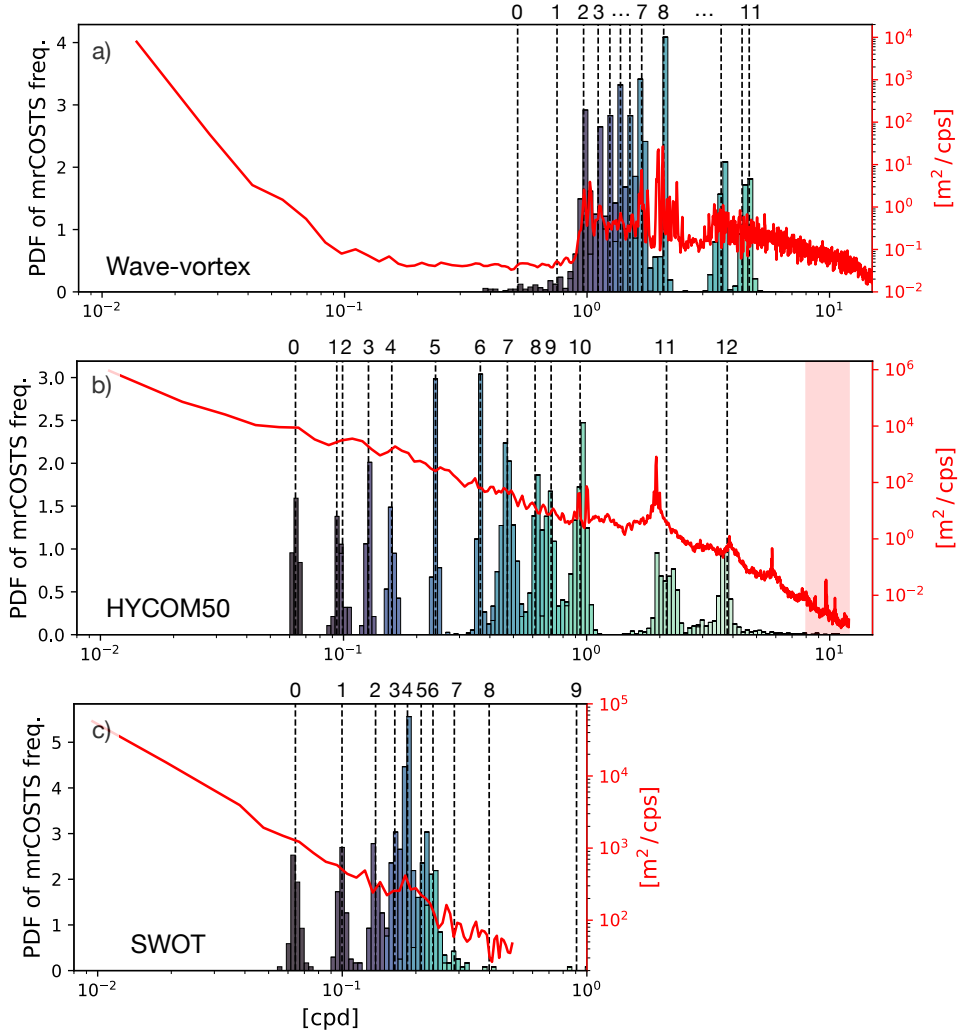 0 1 2 3 ... 7 8 ... 11
a)
PDF of mrCOSTS freq.
4
3
2
1
0
10⁴
10³
10²
10¹
10⁰
10⁻¹
10⁻²
[m²/cps]
Wave-vortex
10⁻² 10⁻¹ 10⁰ 10¹
0 1 2 3 4 5 6 7 8 9 10 11 12
b)
PDF of mrCOSTS freq.
3.0
2.5
2.0
1.5
1.0
0.5
0.0
10⁶
10⁴
10²
10⁰
10⁻²
[m²/cps]
HYCOM50
10⁻² 10⁻¹ 10⁰ 10¹
0 1 2 3 4 5 6 7 8 9
c)
PDF of mrCOSTS freq.
5
4
3
2
1
0
10⁵
10⁴
10³
10²
[m²/cps]
SWOT
10⁻² 10⁻¹ 10⁰
[cpd]